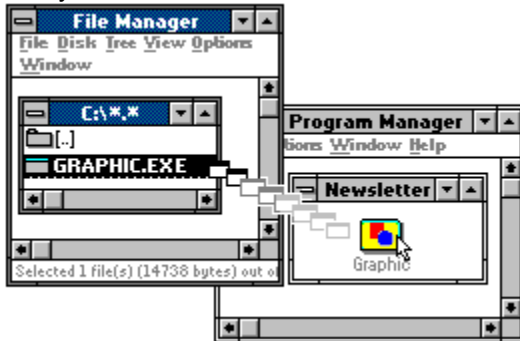 File Manager
File Disk Tree View Options
Window
C:\*.*
[..]
GRAPHIC.EXE
Selected 1 file(s) (14738 bytes) out of
Program Manager
tions Window Help
Newsletter
Graphic